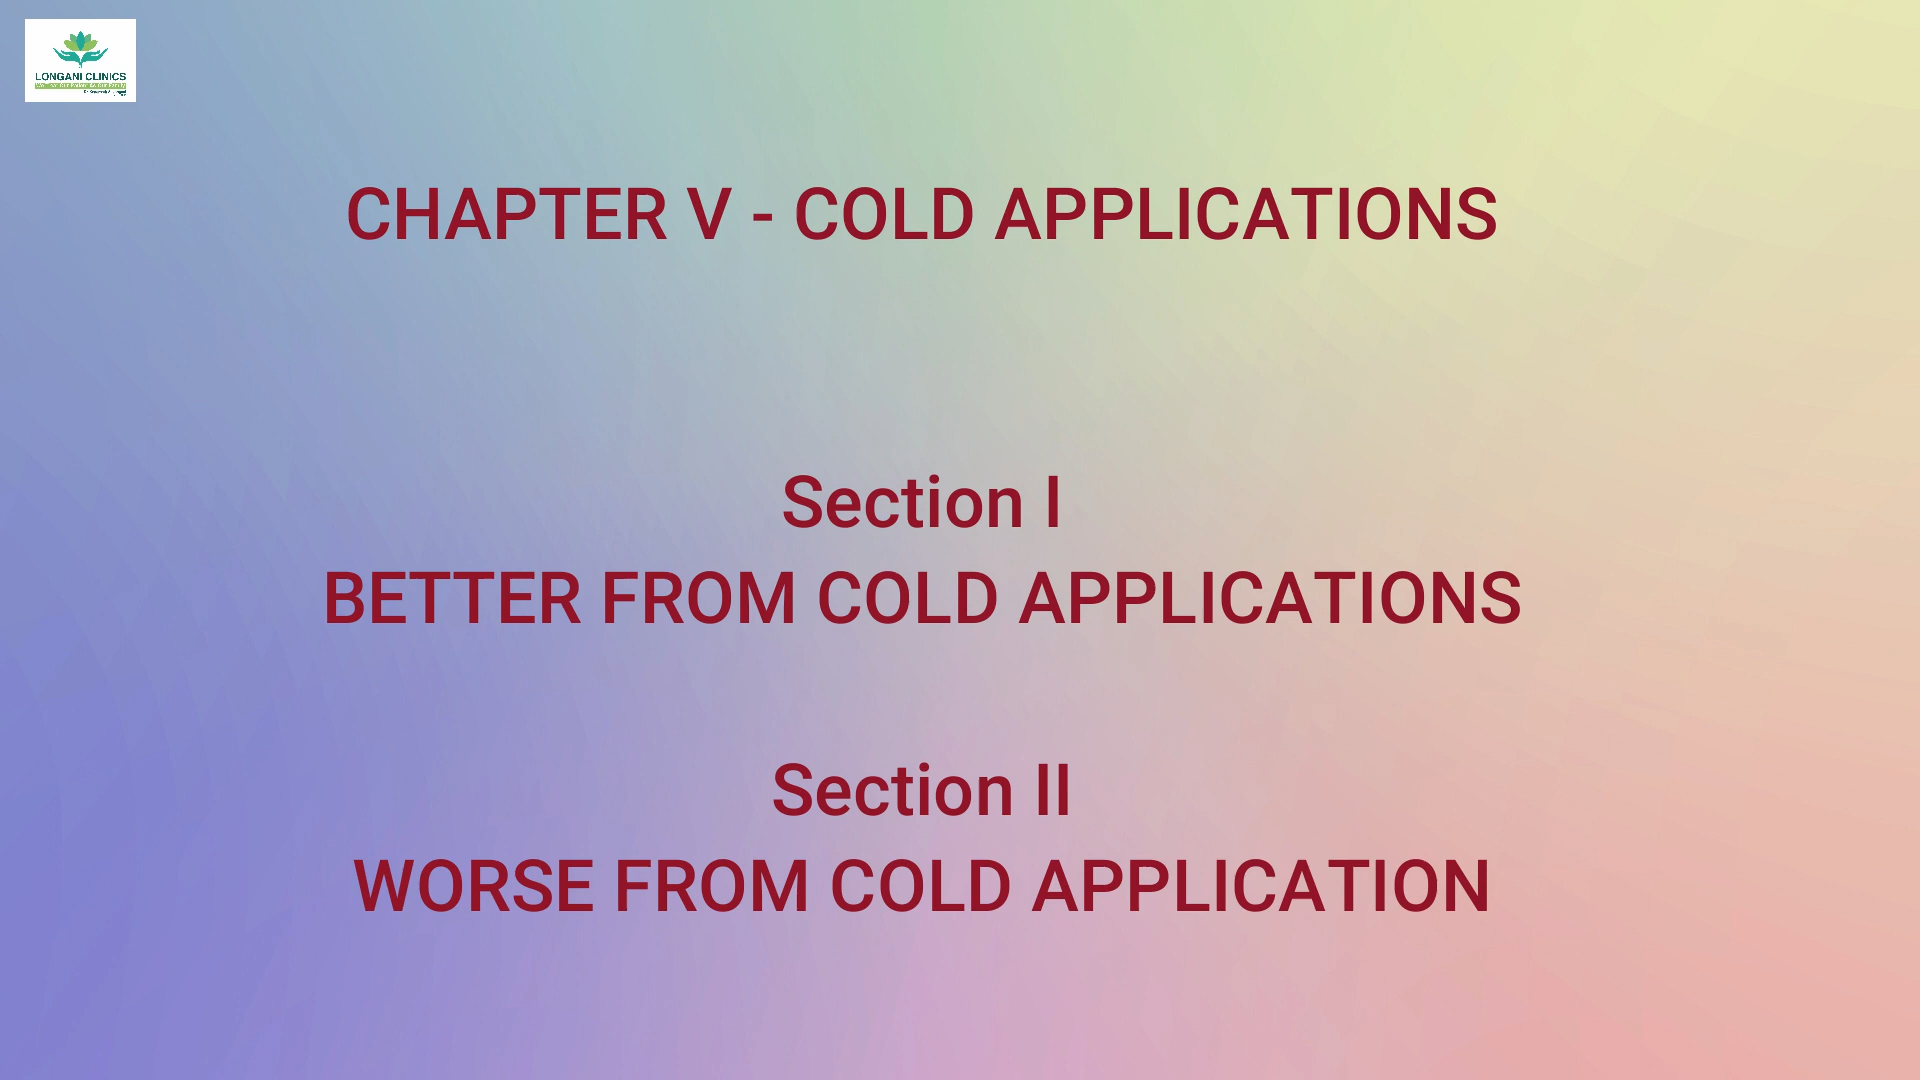 LONGANI CLINICS
CHAPTER V - COLD APPLICATIONS
Section I
BETTER FROM COLD APPLICATIONS
Section II
WORSE FROM COLD APPLICATION